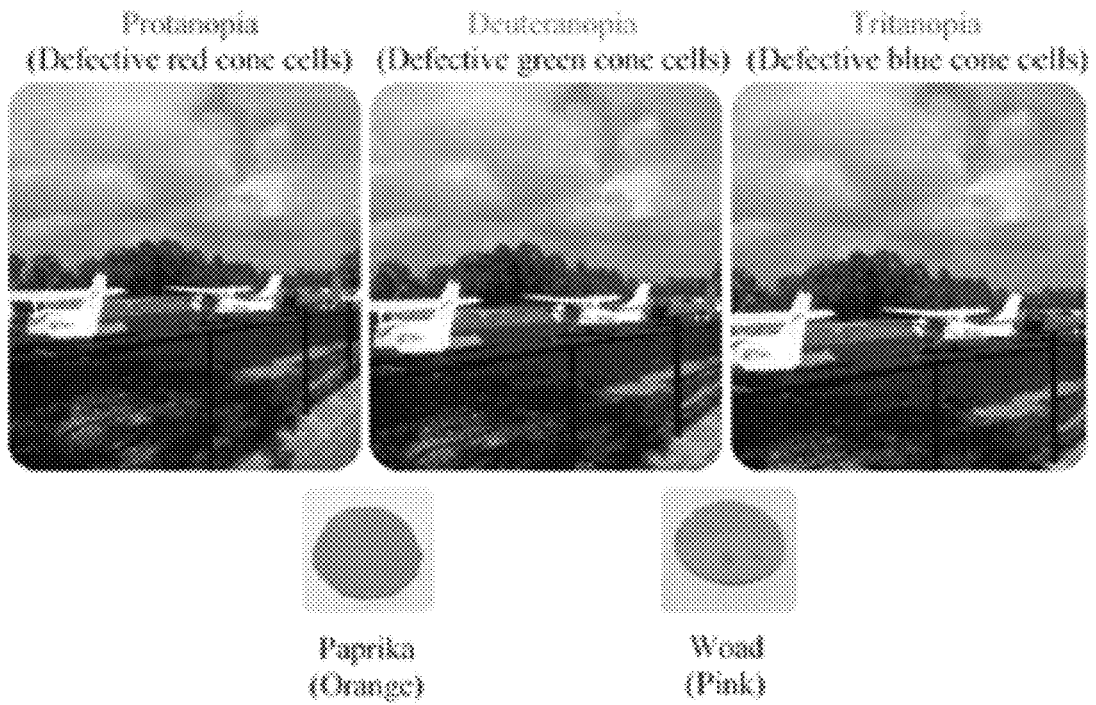 Protanopia
(Defective red cone cells)
Deuteranopia
(Defective green cone cells)
Tritanopia
(Defective blue cone cells)
Paprika
(Orange)
Woad
(Pink)